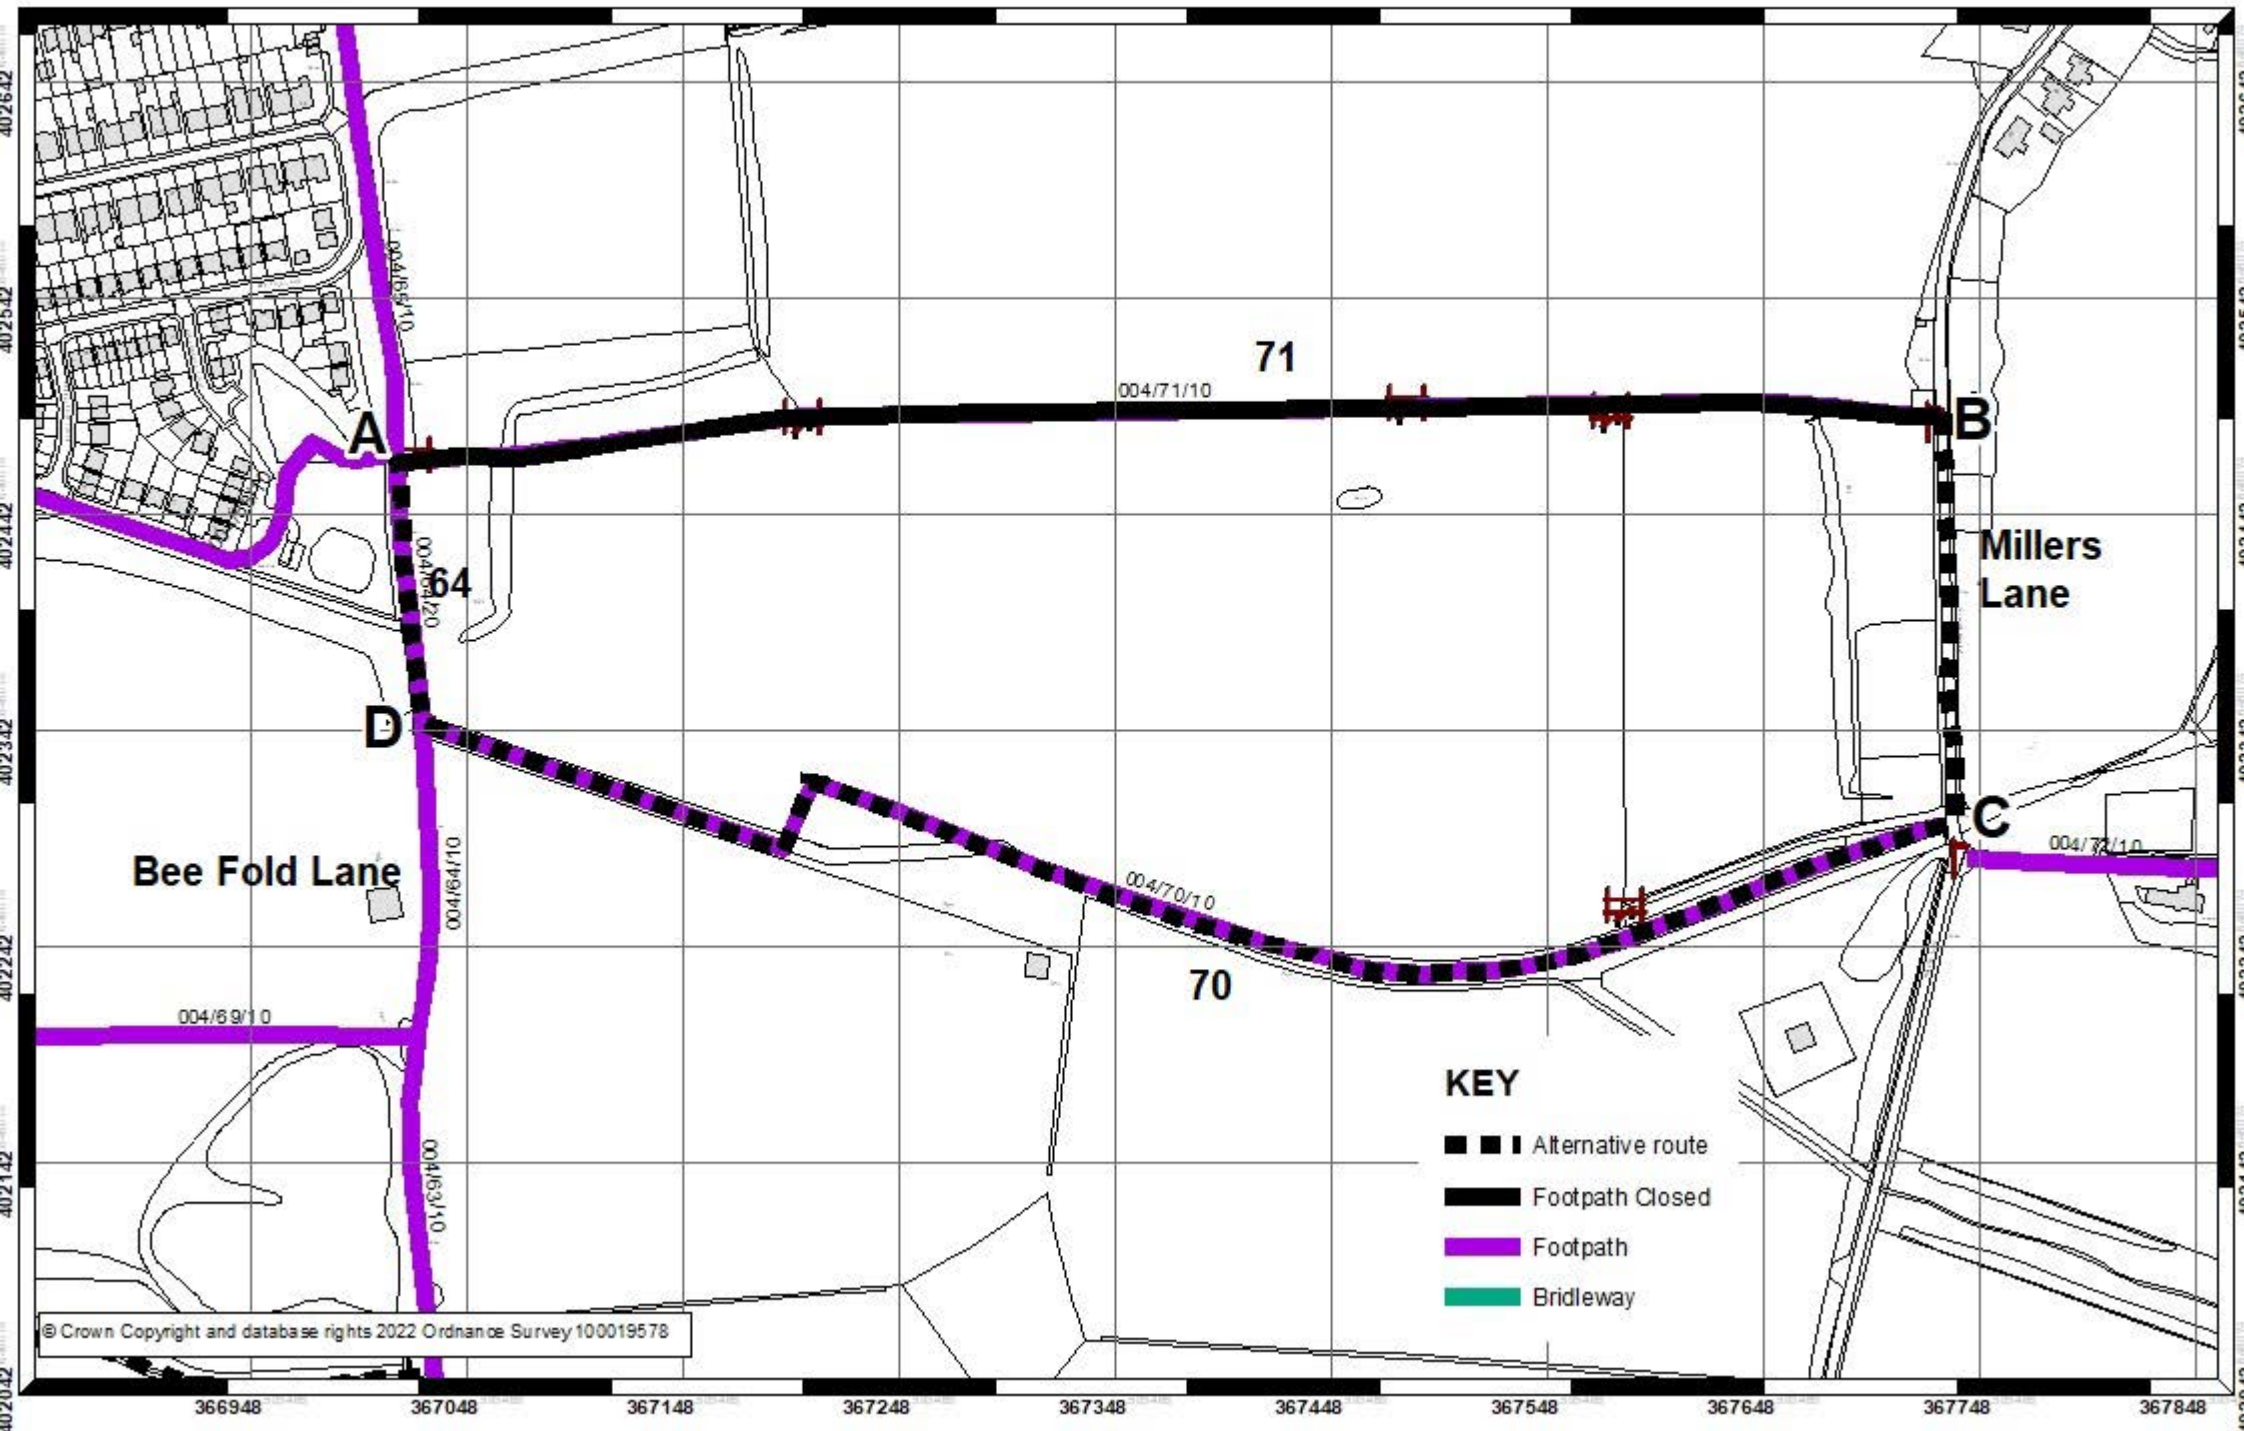 71
004/71/10
004/65/10
A
B
004/64/20
64
Millers
Lane
D
C
004/72/10
Bee Fold Lane
004/64/10
004/70/10
70
004/69/10
004/63/10
KEY
Alternative route
Footpath Closed
Footpath
Bridleway
© Crown Copyright and database rights 2022 Ordnance Survey 100019578
402642
402542
402442
402342
402242
402142
402042
366948 367048 367148 367248 367348 367448 367548 367648 367748 367848